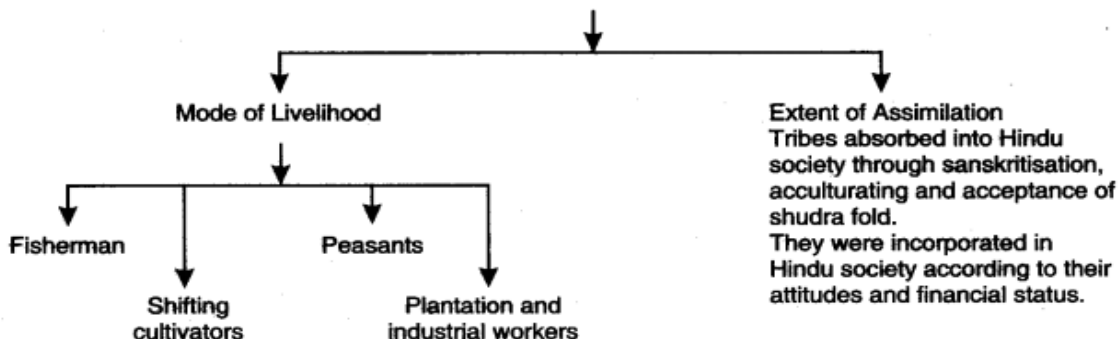 Mode of Livelihood
Fisherman
Shifting
cultivators
Peasants
Plantation and
industrial workers
Extent of Assimilation
Tribes absorbed into Hindu
society through sanskritisation,
acculturating and acceptance of
shudra fold.
They were incorporated in
Hindu society according to their
attitudes and financial status.